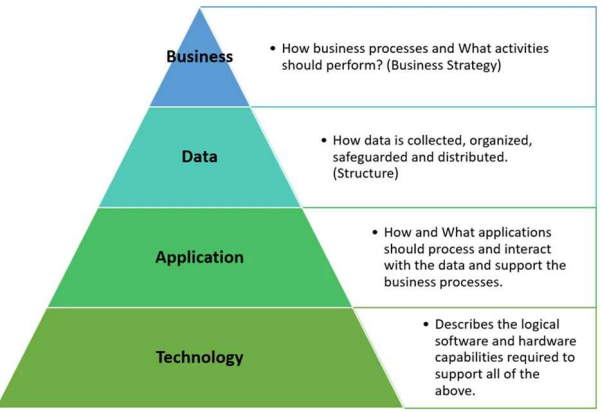 Business
• How business processes and What activities
should perform? (Business Strategy)
Data
• How data is collected, organized,
safeguarded and distributed.
(Structure)
Application
• How and What applications
should process and interact
with the data and support the
business processes.
Technology
• Describes the logical
software and hardware
capabilities required to
support all of the
above.